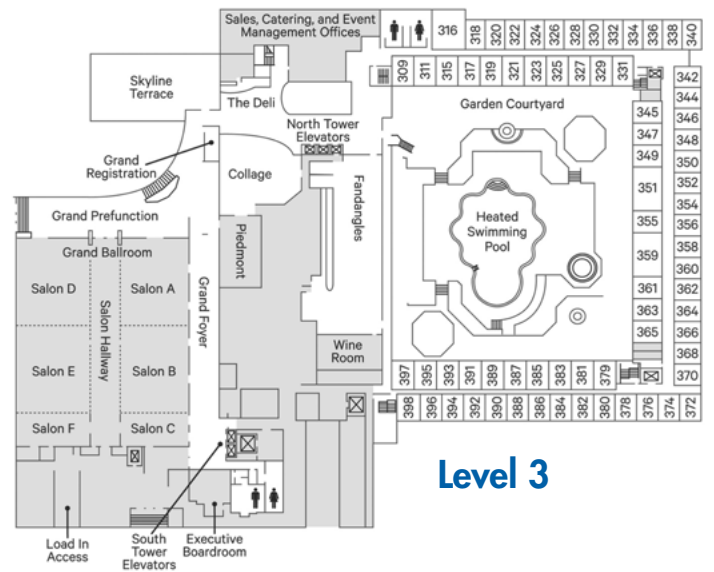 Sales, Catering, and Event
Management Offices
316
318
320
322
324
326
328
330
332
334
336
338
340
309
311
315
317
319
321
323
325
327
329
331
342
344
346
348
350
352
354
356
358
360
362
364
366
368
370
345
347
349
351
355
359
361
363
365
Skyline
Terrace
The Deli
Garden Courtyard
North Tower
Elevators
Grand
Registration
Collage
Fandangles
Heated
Swimming
Pool
Grand Prefunction
Grand Ballroom
Piedmont
Salon D
Salon A
Salon Hallway
Grand Foyer
Wine
Room
Salon E
Salon B
Salon F
Salon C
397
395
393
391
389
387
385
383
381
379
398
396
394
392
390
388
386
384
382
380
378
376
374
372
Level 3
Load In
Access
South
Tower
Elevators
Executive
Boardroom